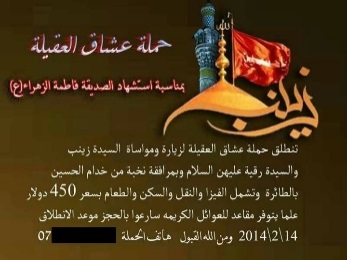 حملة عشاق العقيلة
بمناسبة استشهاد الصديقة فاطمة الزهراء(ع)
زينب
تنطلق حملة عشاق العقيلة لزيارة ومواساة السيدة زينب
والسيدة رقية عليهن السلام وبمرافقة نخبة من خدام الحسين
بالطائرة وتشمل الفيزا والنقل والسكن والطعام بسعر 450 دولار
علما يتوفر مقاعد للعوائل الكريمه سارعوا بالحجز موعد الانطلاق
14\2\2014 ومن الله القبول هاتف الحملة 07